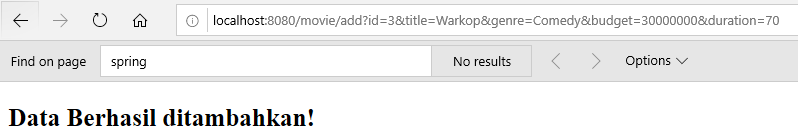 localhost:8080/movie/add?id=3&title=Warkop&genre=Comedy&budget=30000000&duration=70
Find on page spring No results Options
Data Berhasil ditambahkan!